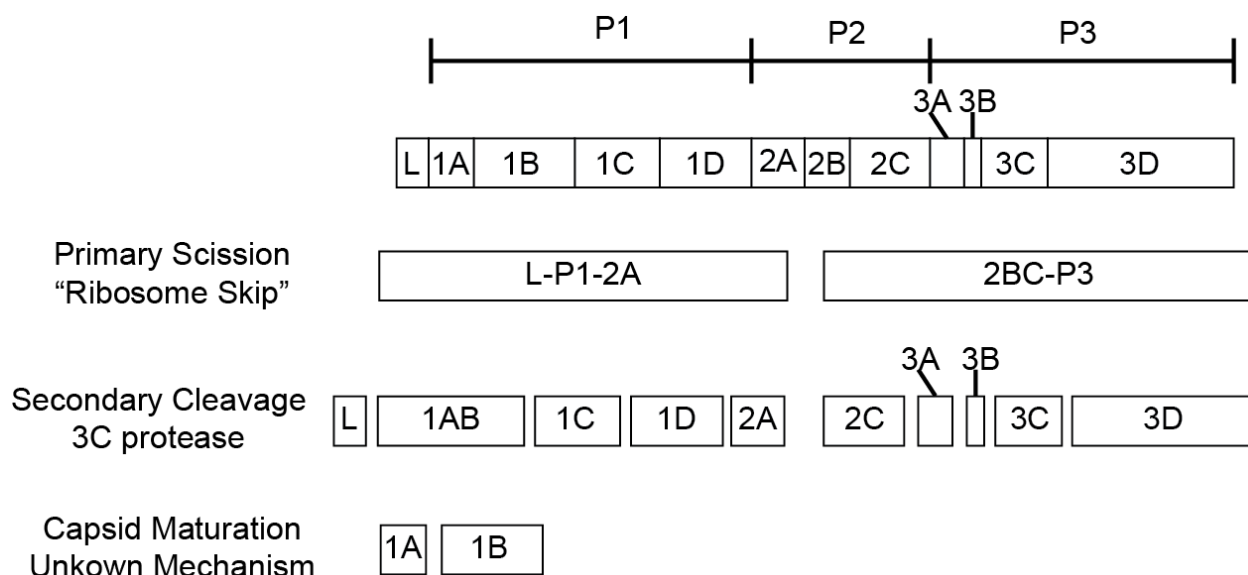 P1 P2 P3
3A 3B
L 1A 1B 1C 1D 2A 2B 2C 3C 3D
Primary Scission
“Ribosome Skip”
L-P1-2A 2BC-P3
3A 3B
Secondary Cleavage
3C protease
L 1AB 1C 1D 2A 2C 3C 3D
Capsid Maturation
Unkown Mechanism
1A 1B